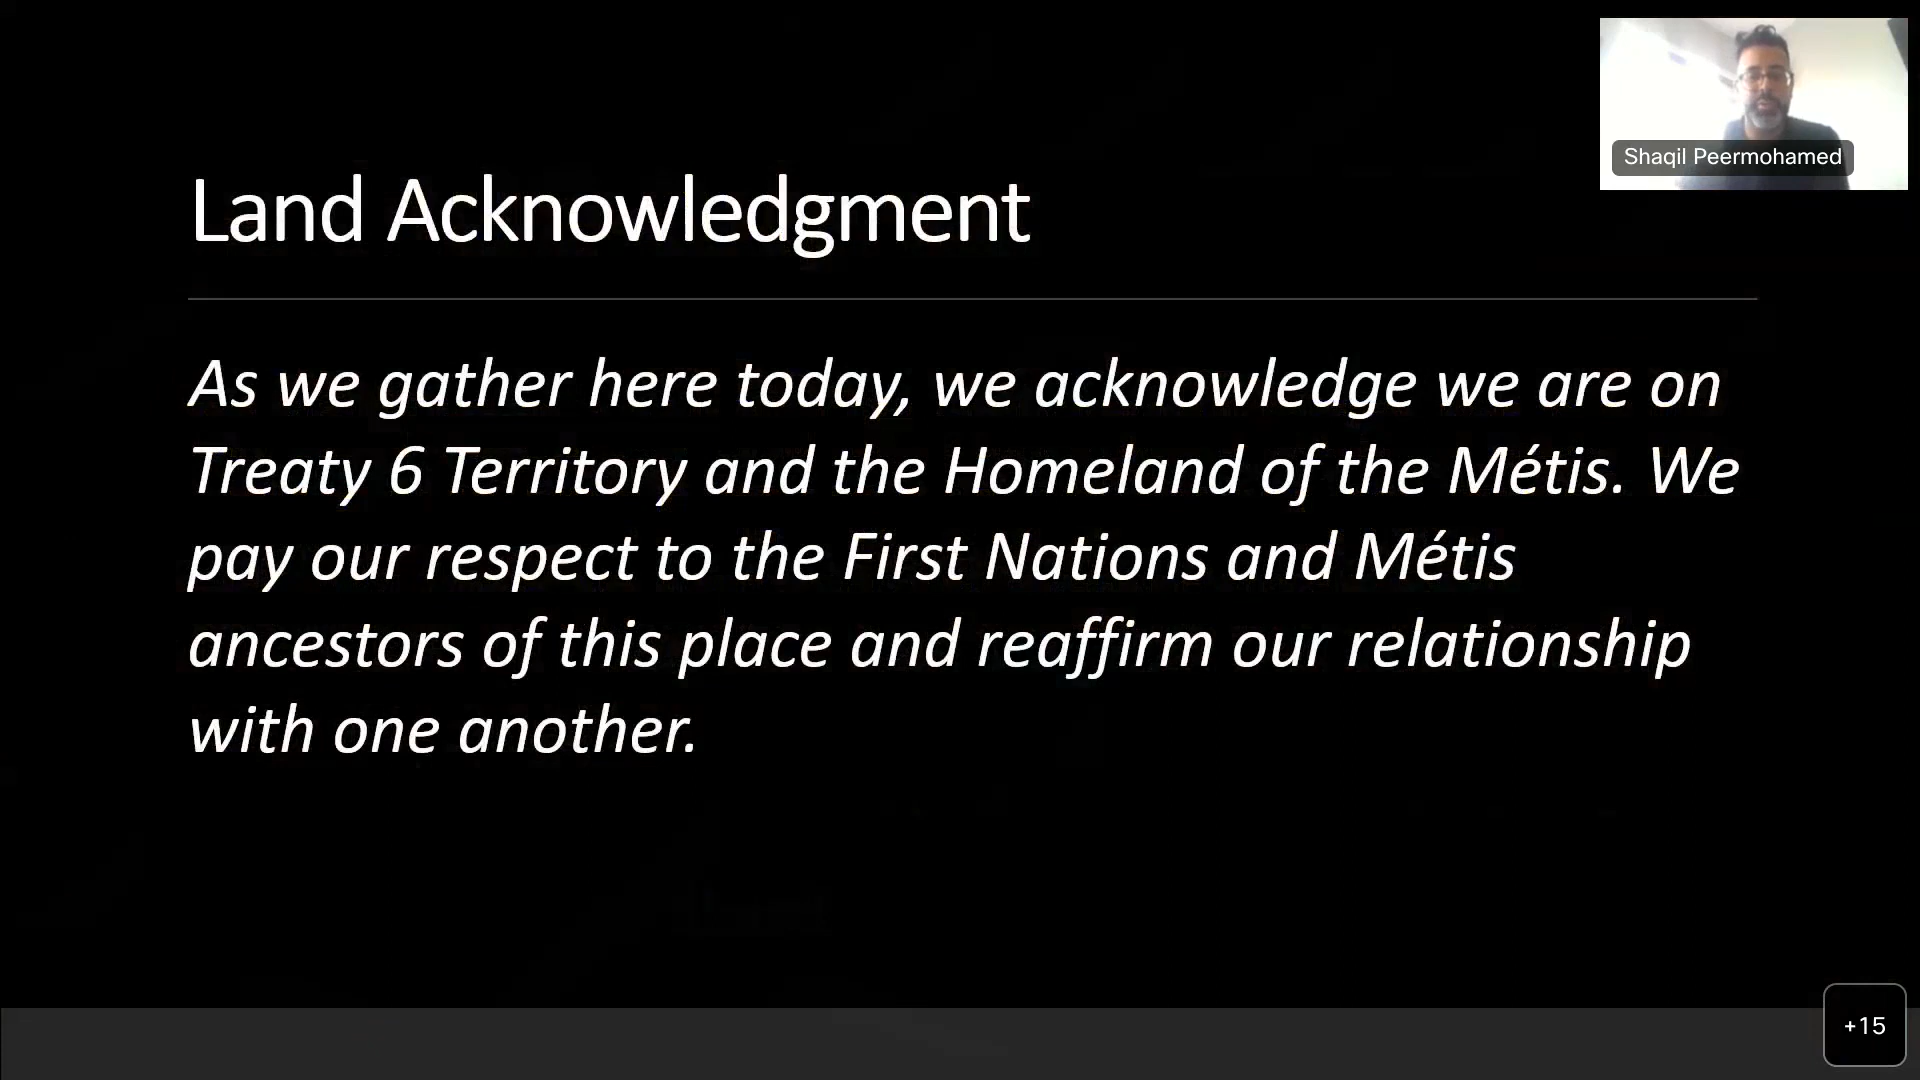 Land Acknowledgment
Shaqil Peermohamed
As we gather here today, we acknowledge we are on
Treaty 6 Territory and the Homeland of the Métis. We
pay our respect to the First Nations and Métis
ancestors of this place and reaffirm our relationship
with one another.
+15